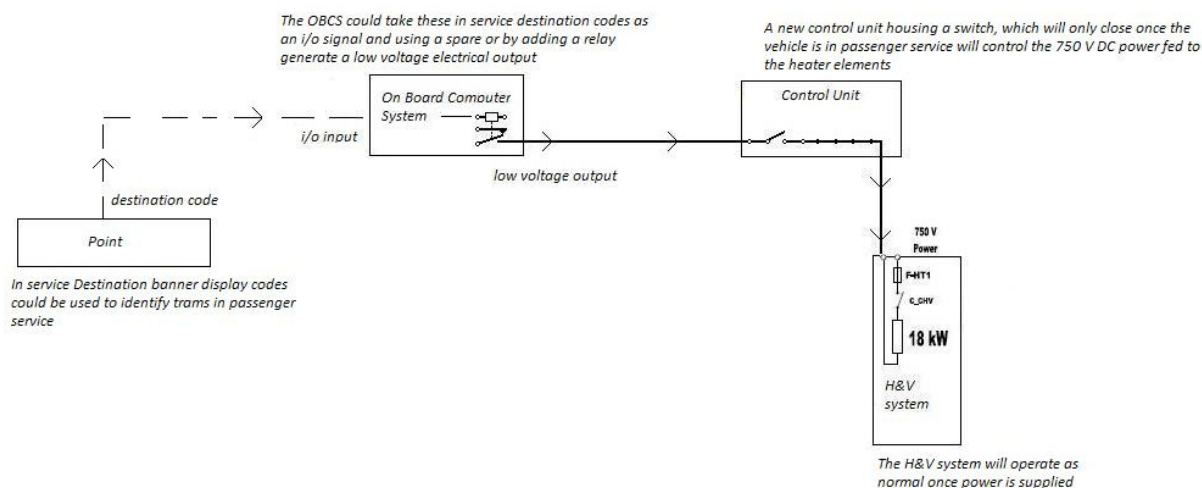 The OBCS could take these in service destination codes as
an i/o signal and using a spare or by adding a relay
generate a low voltage electrical output
A new control unit housing a switch, which will only close once the
vehicle is in passenger service will control the 750 V DC power fed to
the heater elements
On Board Computer
System
Control Unit
i/o input
low voltage output
destination code
Point
In service Destination banner display codes
could be used to identify trams in passenger
service
750 V
Power
F-HT1
C_CHV
18 kW
H&V
system
The H&V system will operate as
normal once power is supplied